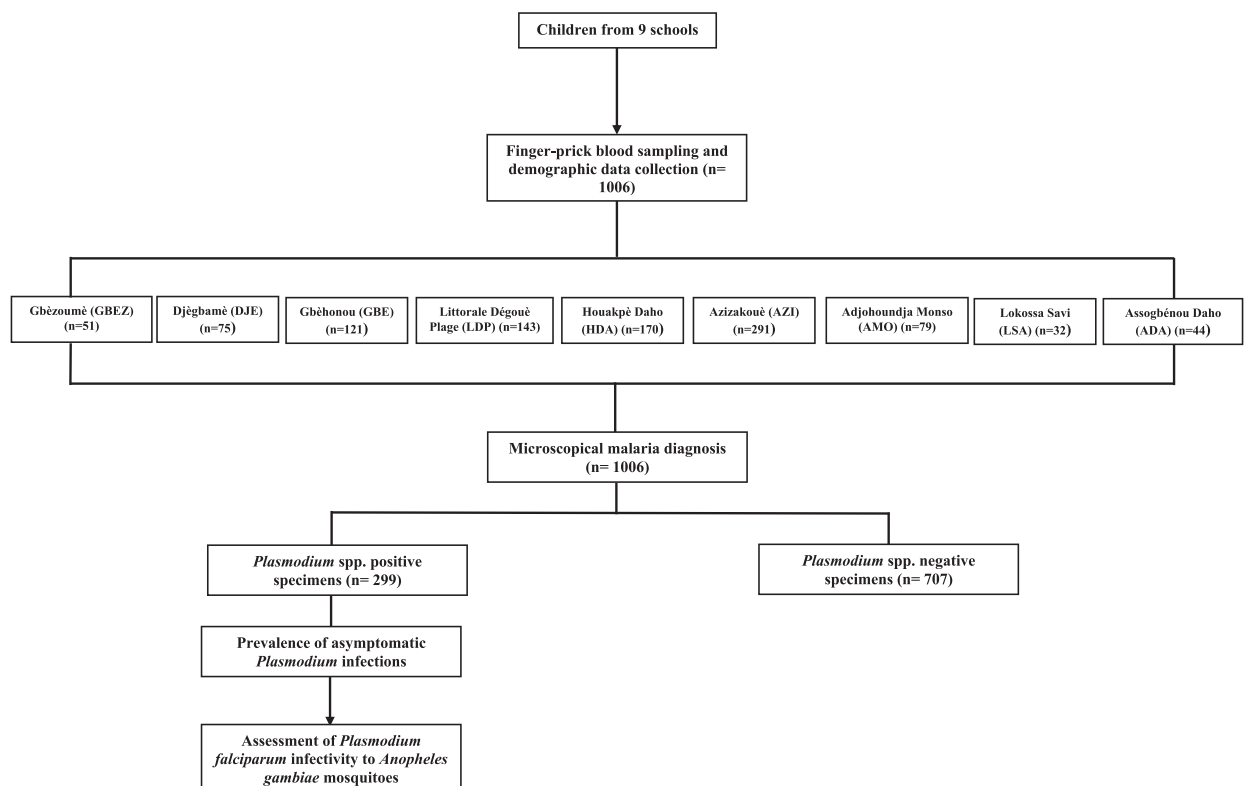 Children from 9 schools
Finger-prick blood sampling and
demographic data collection (n=
1006)
Gbèzoumè (GBEZ)
(n=51)
Djègbamè (DJE)
(n=75)
Gbèhonou (GBE)
(n=121)
Littorale Dégouè
Plage (LDP) (n=143)
Houakpè Daho
(HDA) (n=170)
Azizakouè (AZI)
(n=291)
Adjohoundja Monso
(AMO) (n=79)
Lokossa Savi
(LSA) (n=32)
Assogbénou Daho
(ADA) (n=44)
Microscopical malaria diagnosis
(n= 1006)
Plasmodium spp. positive
specimens (n= 299)
Plasmodium spp. negative
specimens (n= 707)
Prevalence of asymptomatic
Plasmodium infections
Assessment of Plasmodium
falciparum infectivity to Anopheles
gambiae mosquitoes